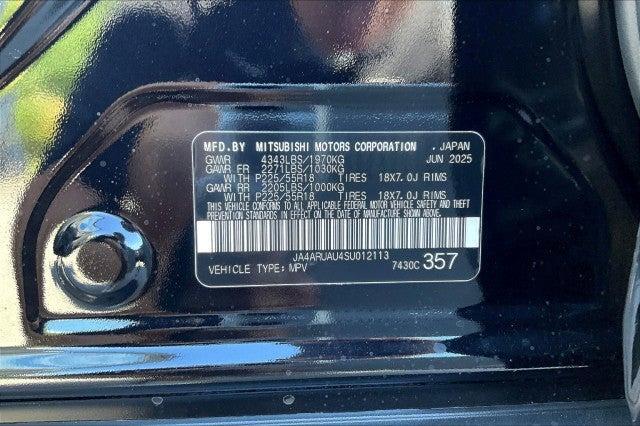 MFD.BY MITSUBISHI MOTORS CORPORATION . JAPAN
GVWR 4343LBS/1970KG JUN 2025
GAWR FR 2271LBS/1030KG
WITH P225/55R18 TIRES 18X7.0J RIMS
GAWR RR 2205LBS/1000KG
WITH P225/55R18 TIRES 18X7.0J RIMS
THIS VEHICLE CONFORMS TO ALL APPLICABLE FEDERAL MOTOR VEHICLE SAFETY AND THEFT
PREVENTION STANDARDS IN EFFECT ON THE DATE OF MANUFACTURE SHOWN ABOVE.
JA4ARUAU4SU012113
VEHICLE TYPE: MPV 7430C 357